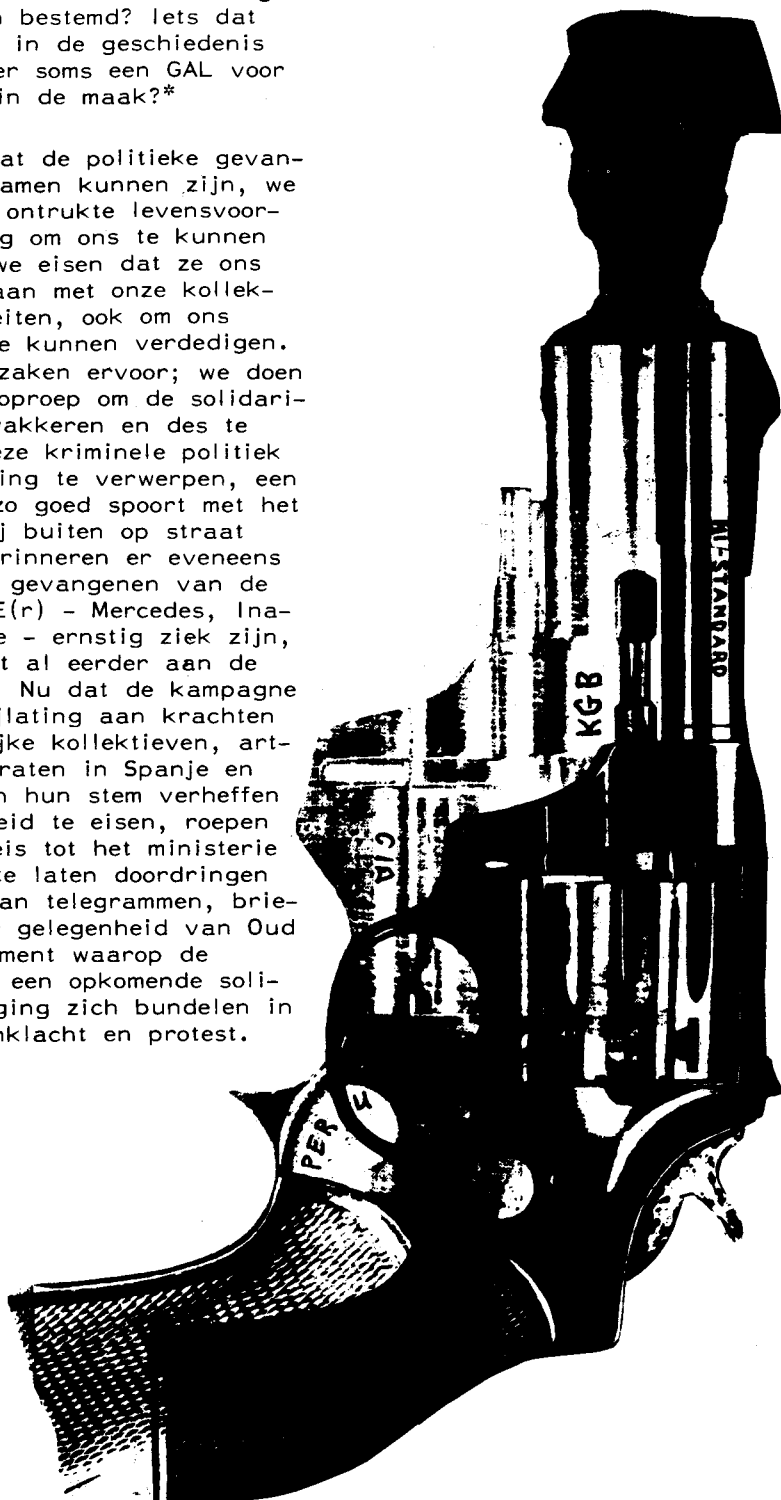 bestemd? Iets dat
in de geschiedenis
er soms een GAL voor
in de maak?*
at de politieke gevan-
amen kunnen zijn, we
ontrukte levensvoor-
g om ons te kunnen
we eisen dat ze ons
aan met onze kollek-
eiten, ook om ons
e kunnen verdedigen.
zaken ervoor; we doen
oproep om de solidari-
akkeren en des te
eze kriminele politiek
ing te verwerpen, een
zo goed spoort met het
j buiten op straat
rinneren er eveneens
gevangenen van de
E(r) - Mercedes, Ina-
e - ernstig ziek zijn,
t al eerder aan de
Nu dat de kampagne
jlating aan krachten
ijke kollektieven, art-
raten in Spanje en
n hun stem verheffen
eid te eisen, roepen
eis tot het ministerie
te laten doordringen
an telegrammen, brie-
gelegenheid van Oud
ment waarop de
een opkomende soli-
ging zich bundelen in
nklacht en protest.
KGB
CIA
PERU